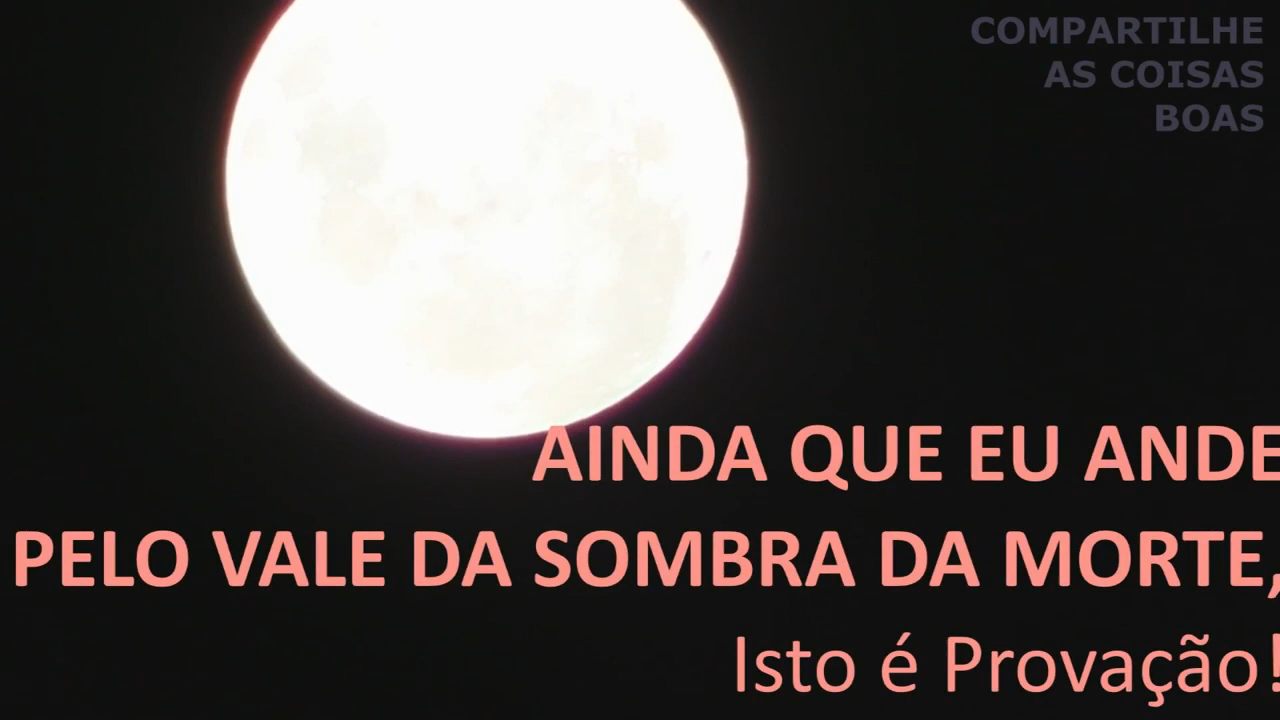 COMPARTILHE
AS COISAS
BOAS
AINDA QUE EU ANDE
PELO VALE DA SOMBRA DA MORTE,
Isto é Provação!